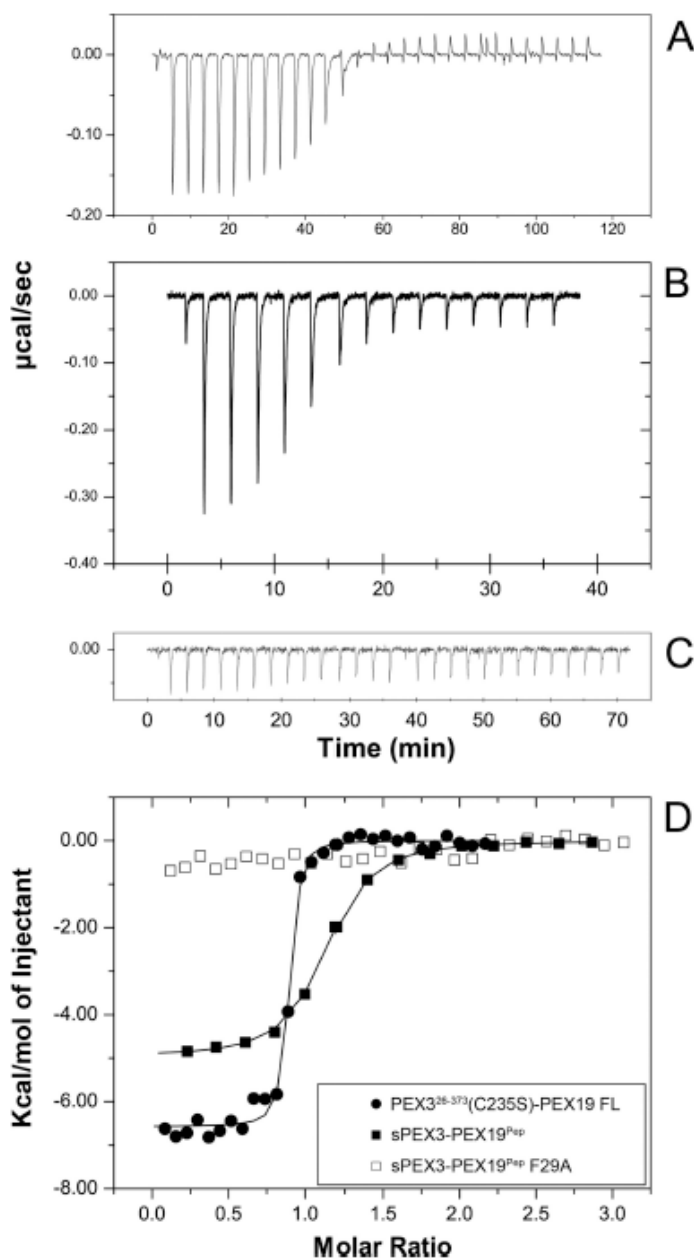 A
0.00
-0.10
-0.20
0 20 40 60 80 100 120
B
µcal/sec
0.00
-0.10
-0.20
-0.30
-0.40
0 10 20 30 40
C
0.00
0 10 20 30 40 50 60 70
Time (min)
D
Kcal/mol of Injectant
0.00
-2.00
-4.00
-6.00
-8.00
PEX3²⁶⁻³⁷³(C235S)-PEX19 FL
sPEX3-PEX19ᴾᵉᵖ
sPEX3-PEX19ᴾᵉᵖ F29A
0.0 0.5 1.0 1.5 2.0 2.5 3.0
Molar Ratio